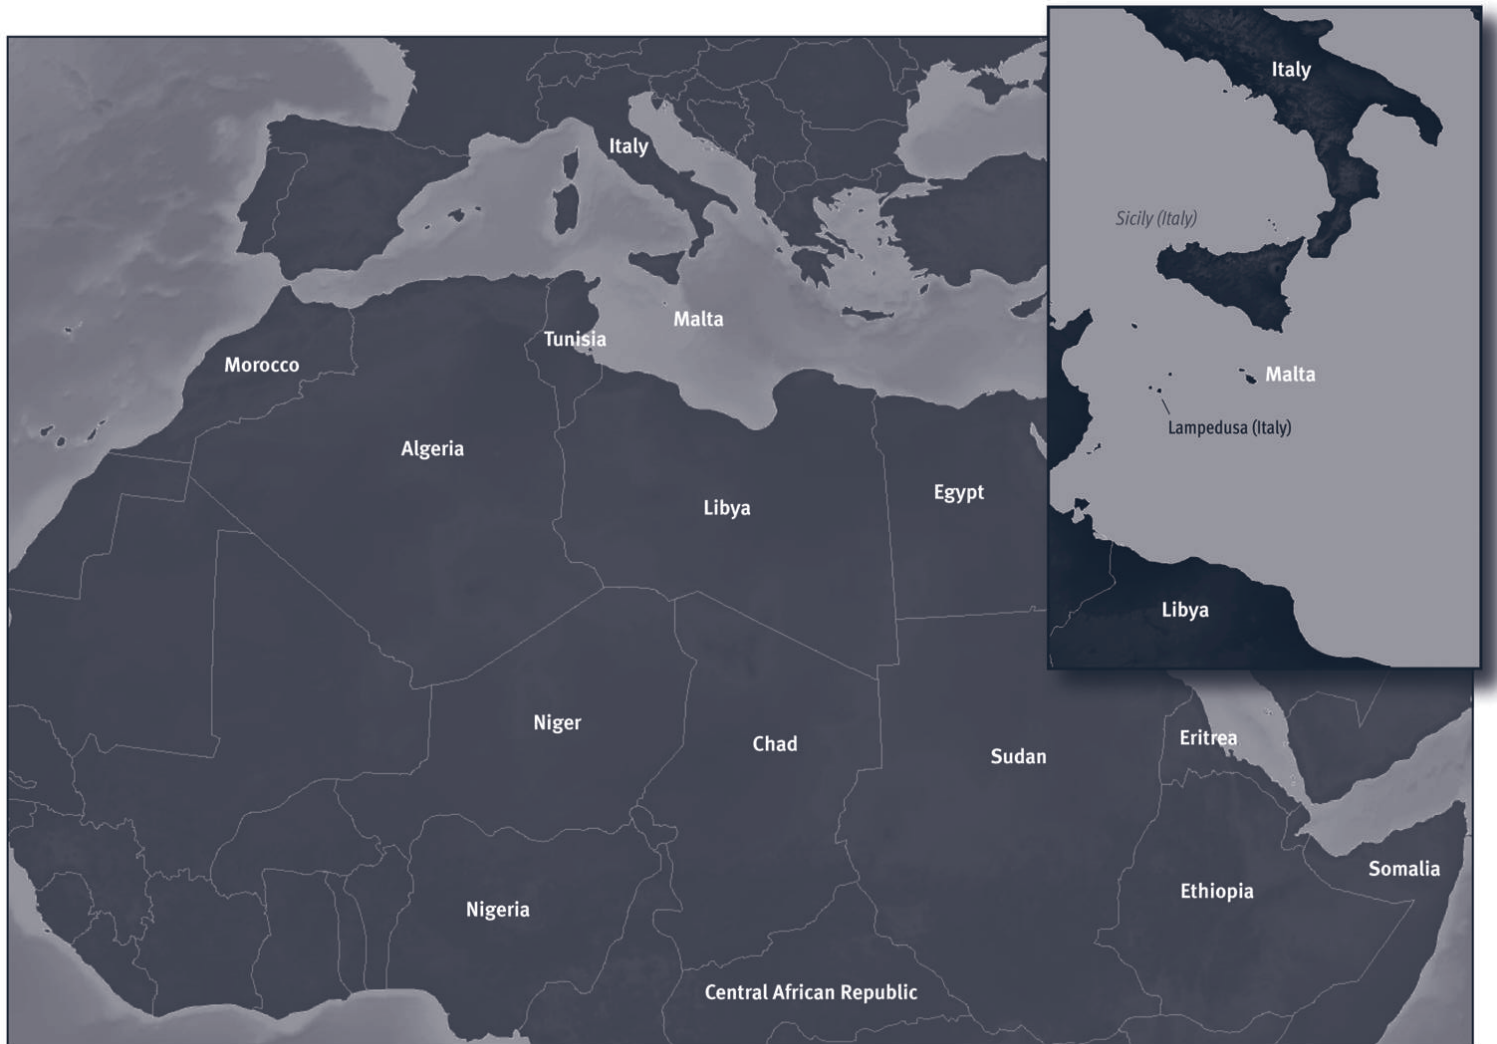 Italy
Malta
Tunisia
Morocco
Algeria
Libya
Egypt
Niger
Chad
Sudan
Eritrea
Somalia
Ethiopia
Nigeria
Central African Republic
Italy
Sicily (Italy)
Malta
Lampedusa (Italy)
Libya